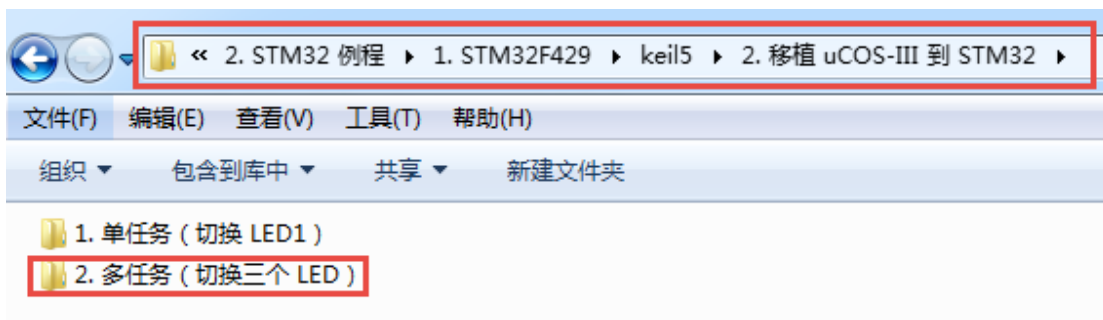 « 2. STM32 例程 ▸ 1. STM32F429 ▸ keil5 ▸ 2. 移植 uCOS-III 到 STM32 ▸
文件(F) 编辑(E) 查看(V) 工具(T) 帮助(H)
组织 ▼ 包含到库中 ▼ 共享 ▼ 新建文件夹
1. 单任务（切换 LED1）
2. 多任务（切换三个 LED）